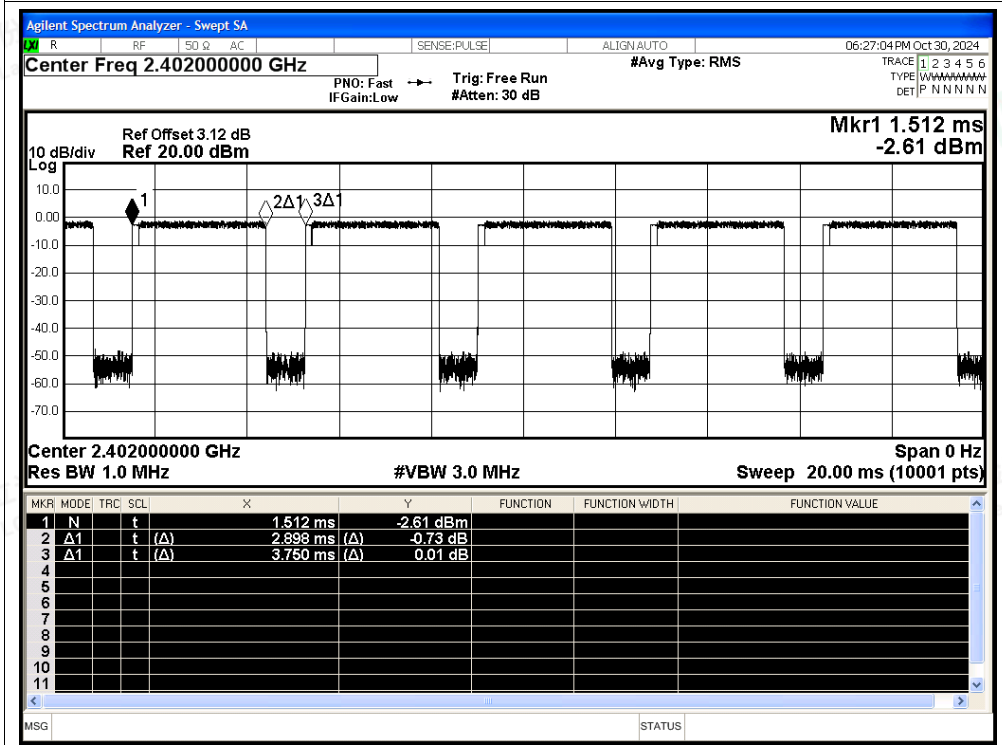 Agilent Spectrum Analyzer - Swept SA
LXI R RF 50 Ω AC SENSE:PULSE ALIGN AUTO 06:27:04 PM Oct 30, 2024
Center Freq 2.402000000 GHz #Avg Type: RMS TRACE 1 2 3 4 5 6
PNO: Fast Trig: Free Run TYPE
IFGain:Low #Atten: 30 dB DET P N N N N N
Mkr1 1.512 ms
Ref Offset 3.12 dB
10 dB/div Ref 20.00 dBm -2.61 dBm
Log
10.0
1 2Δ1 3Δ1
0.00
-10.0
-20.0
-30.0
-40.0
-50.0
-60.0
-70.0
Center 2.402000000 GHz Span 0 Hz
Res BW 1.0 MHz #VBW 3.0 MHz Sweep 20.00 ms (10001 pts)
MKR MODE TRC SCL X Y FUNCTION FUNCTION WIDTH FUNCTION VALUE
1 N t 1.512 ms -2.61 dBm
2 Δ1 t (Δ) 2.898 ms (Δ) -0.73 dB
3 Δ1 t (Δ) 3.750 ms (Δ) 0.01 dB
4
5
6
7
8
9
10
11
MSG STATUS